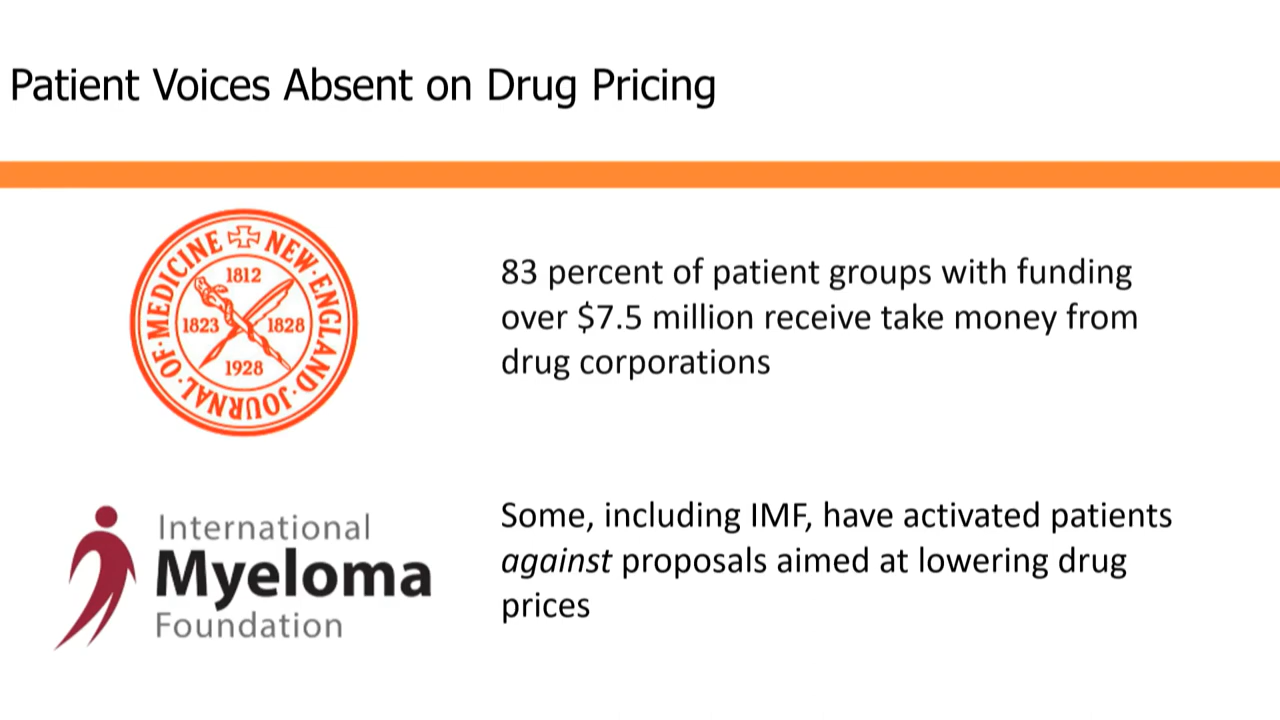 Patient Voices Absent on Drug Pricing
NEW·ENGLAND·JOURNAL·OF·MEDICINE
1812
1823 1828
1928
83 percent of patient groups with funding
over $7.5 million receive take money from
drug corporations
International
Myeloma
Foundation
Some, including IMF, have activated patients
against proposals aimed at lowering drug
prices